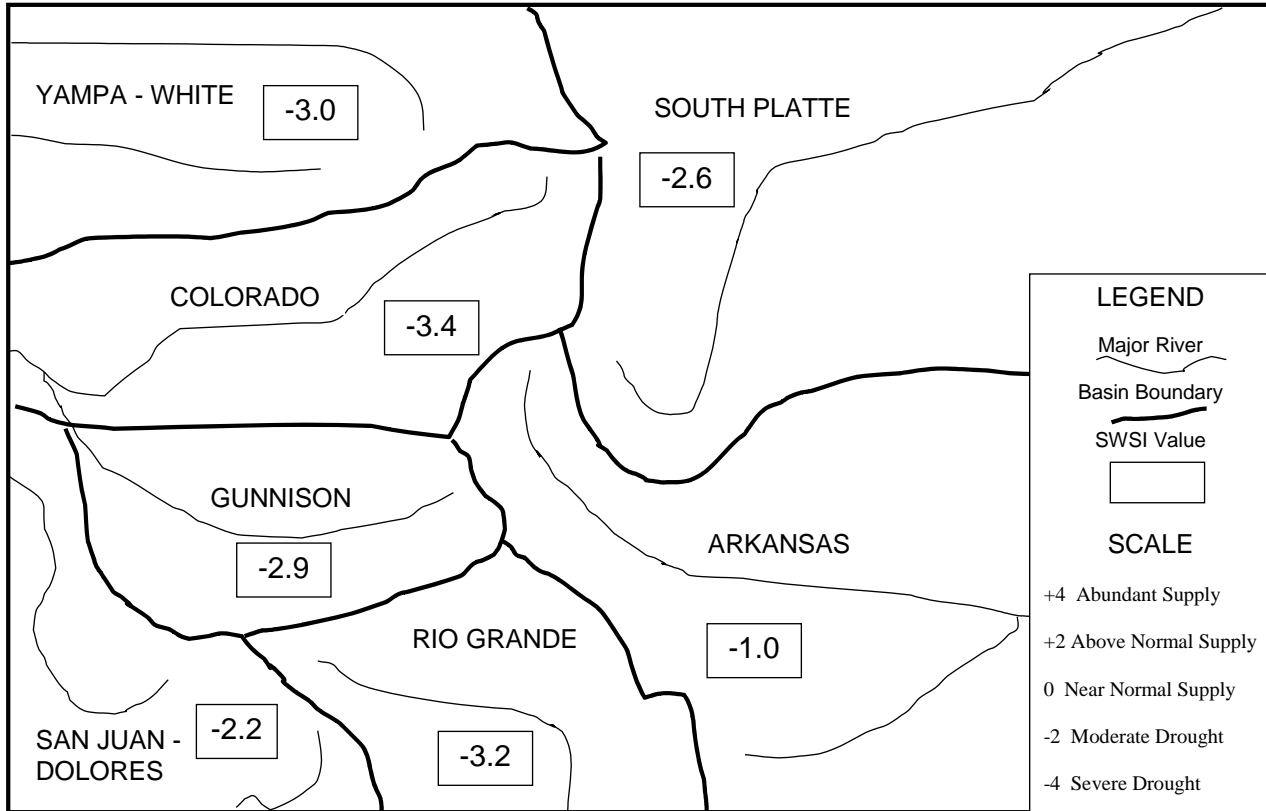 YAMPA - WHITE
-3.0
SOUTH PLATTE
-2.6
COLORADO
-3.4
GUNNISON
-2.9
ARKANSAS
-1.0
RIO GRANDE
-3.2
SAN JUAN -
DOLORES
-2.2
LEGEND
Major River
Basin Boundary
SWSI Value
SCALE
+4 Abundant Supply
+2 Above Normal Supply
0 Near Normal Supply
-2 Moderate Drought
-4 Severe Drought